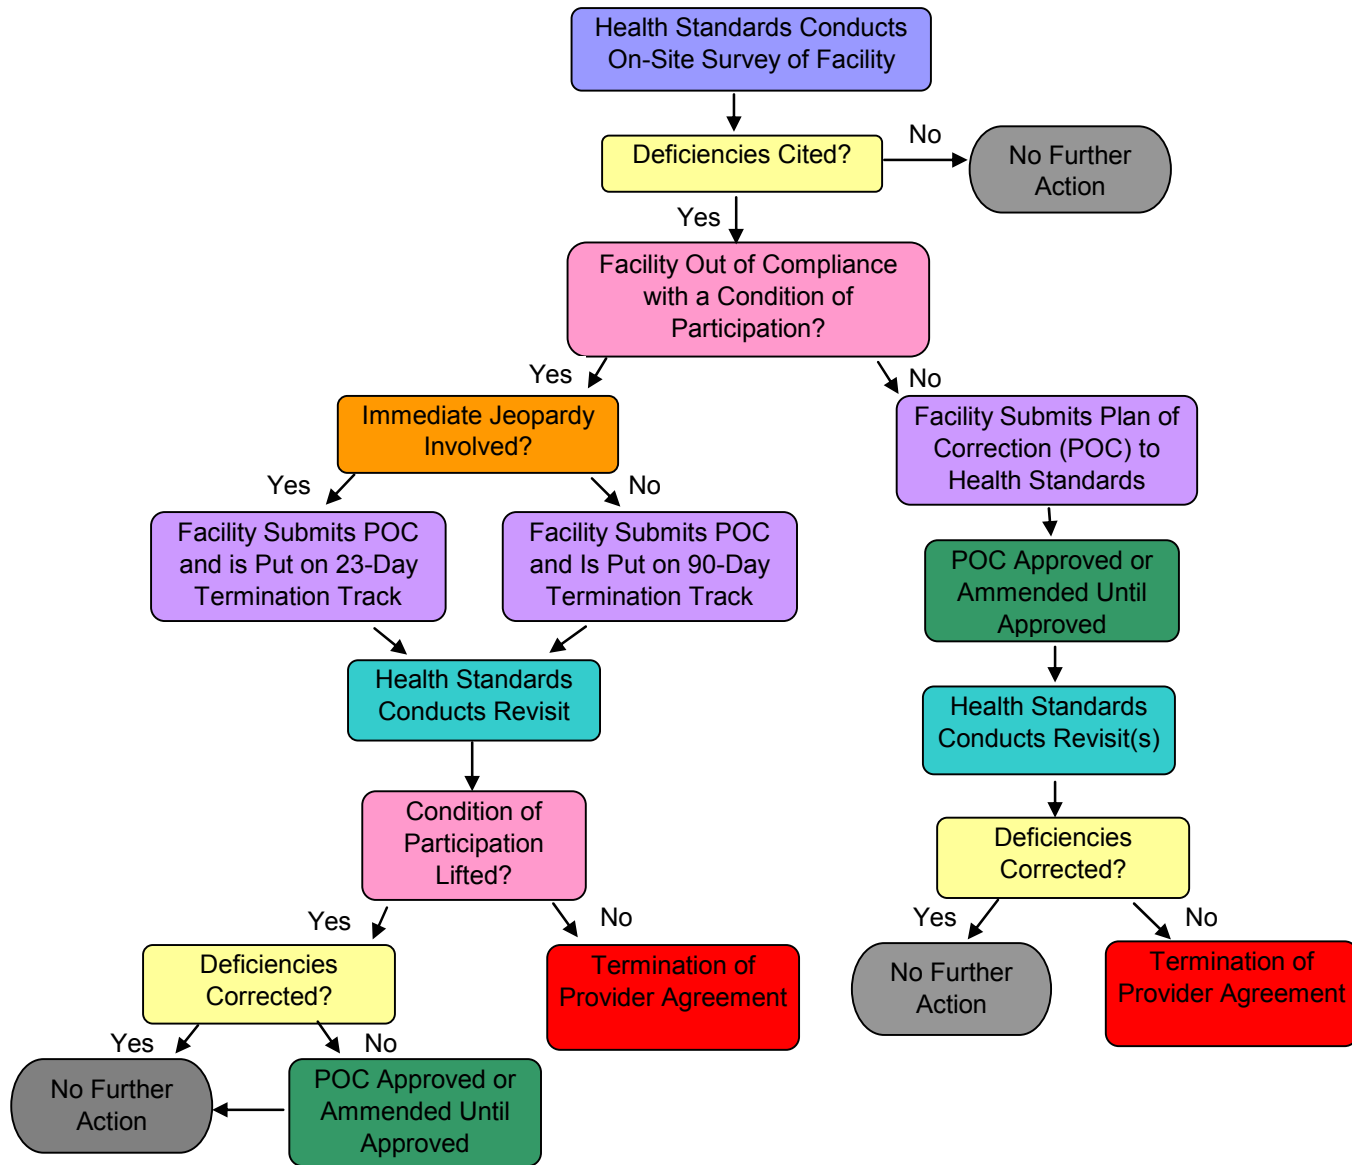 Health Standards Conducts
On-Site Survey of Facility
Deficiencies Cited?
No
No Further
Action
Yes
Facility Out of Compliance
with a Condition of
Participation?
Yes
No
Immediate Jeopardy
Involved?
Facility Submits Plan of
Correction (POC) to
Health Standards
Yes
No
Facility Submits POC
and is Put on 23-Day
Termination Track
Facility Submits POC
and Is Put on 90-Day
Termination Track
POC Approved or
Ammended Until
Approved
Health Standards
Conducts Revisit
Health Standards
Conducts Revisit(s)
Condition of
Participation
Lifted?
Deficiencies
Corrected?
Yes
No
Yes
No
Deficiencies
Corrected?
Termination of
Provider Agreement
No Further
Action
Termination of
Provider Agreement
Yes
No
No Further
Action
POC Approved or
Ammended Until
Approved